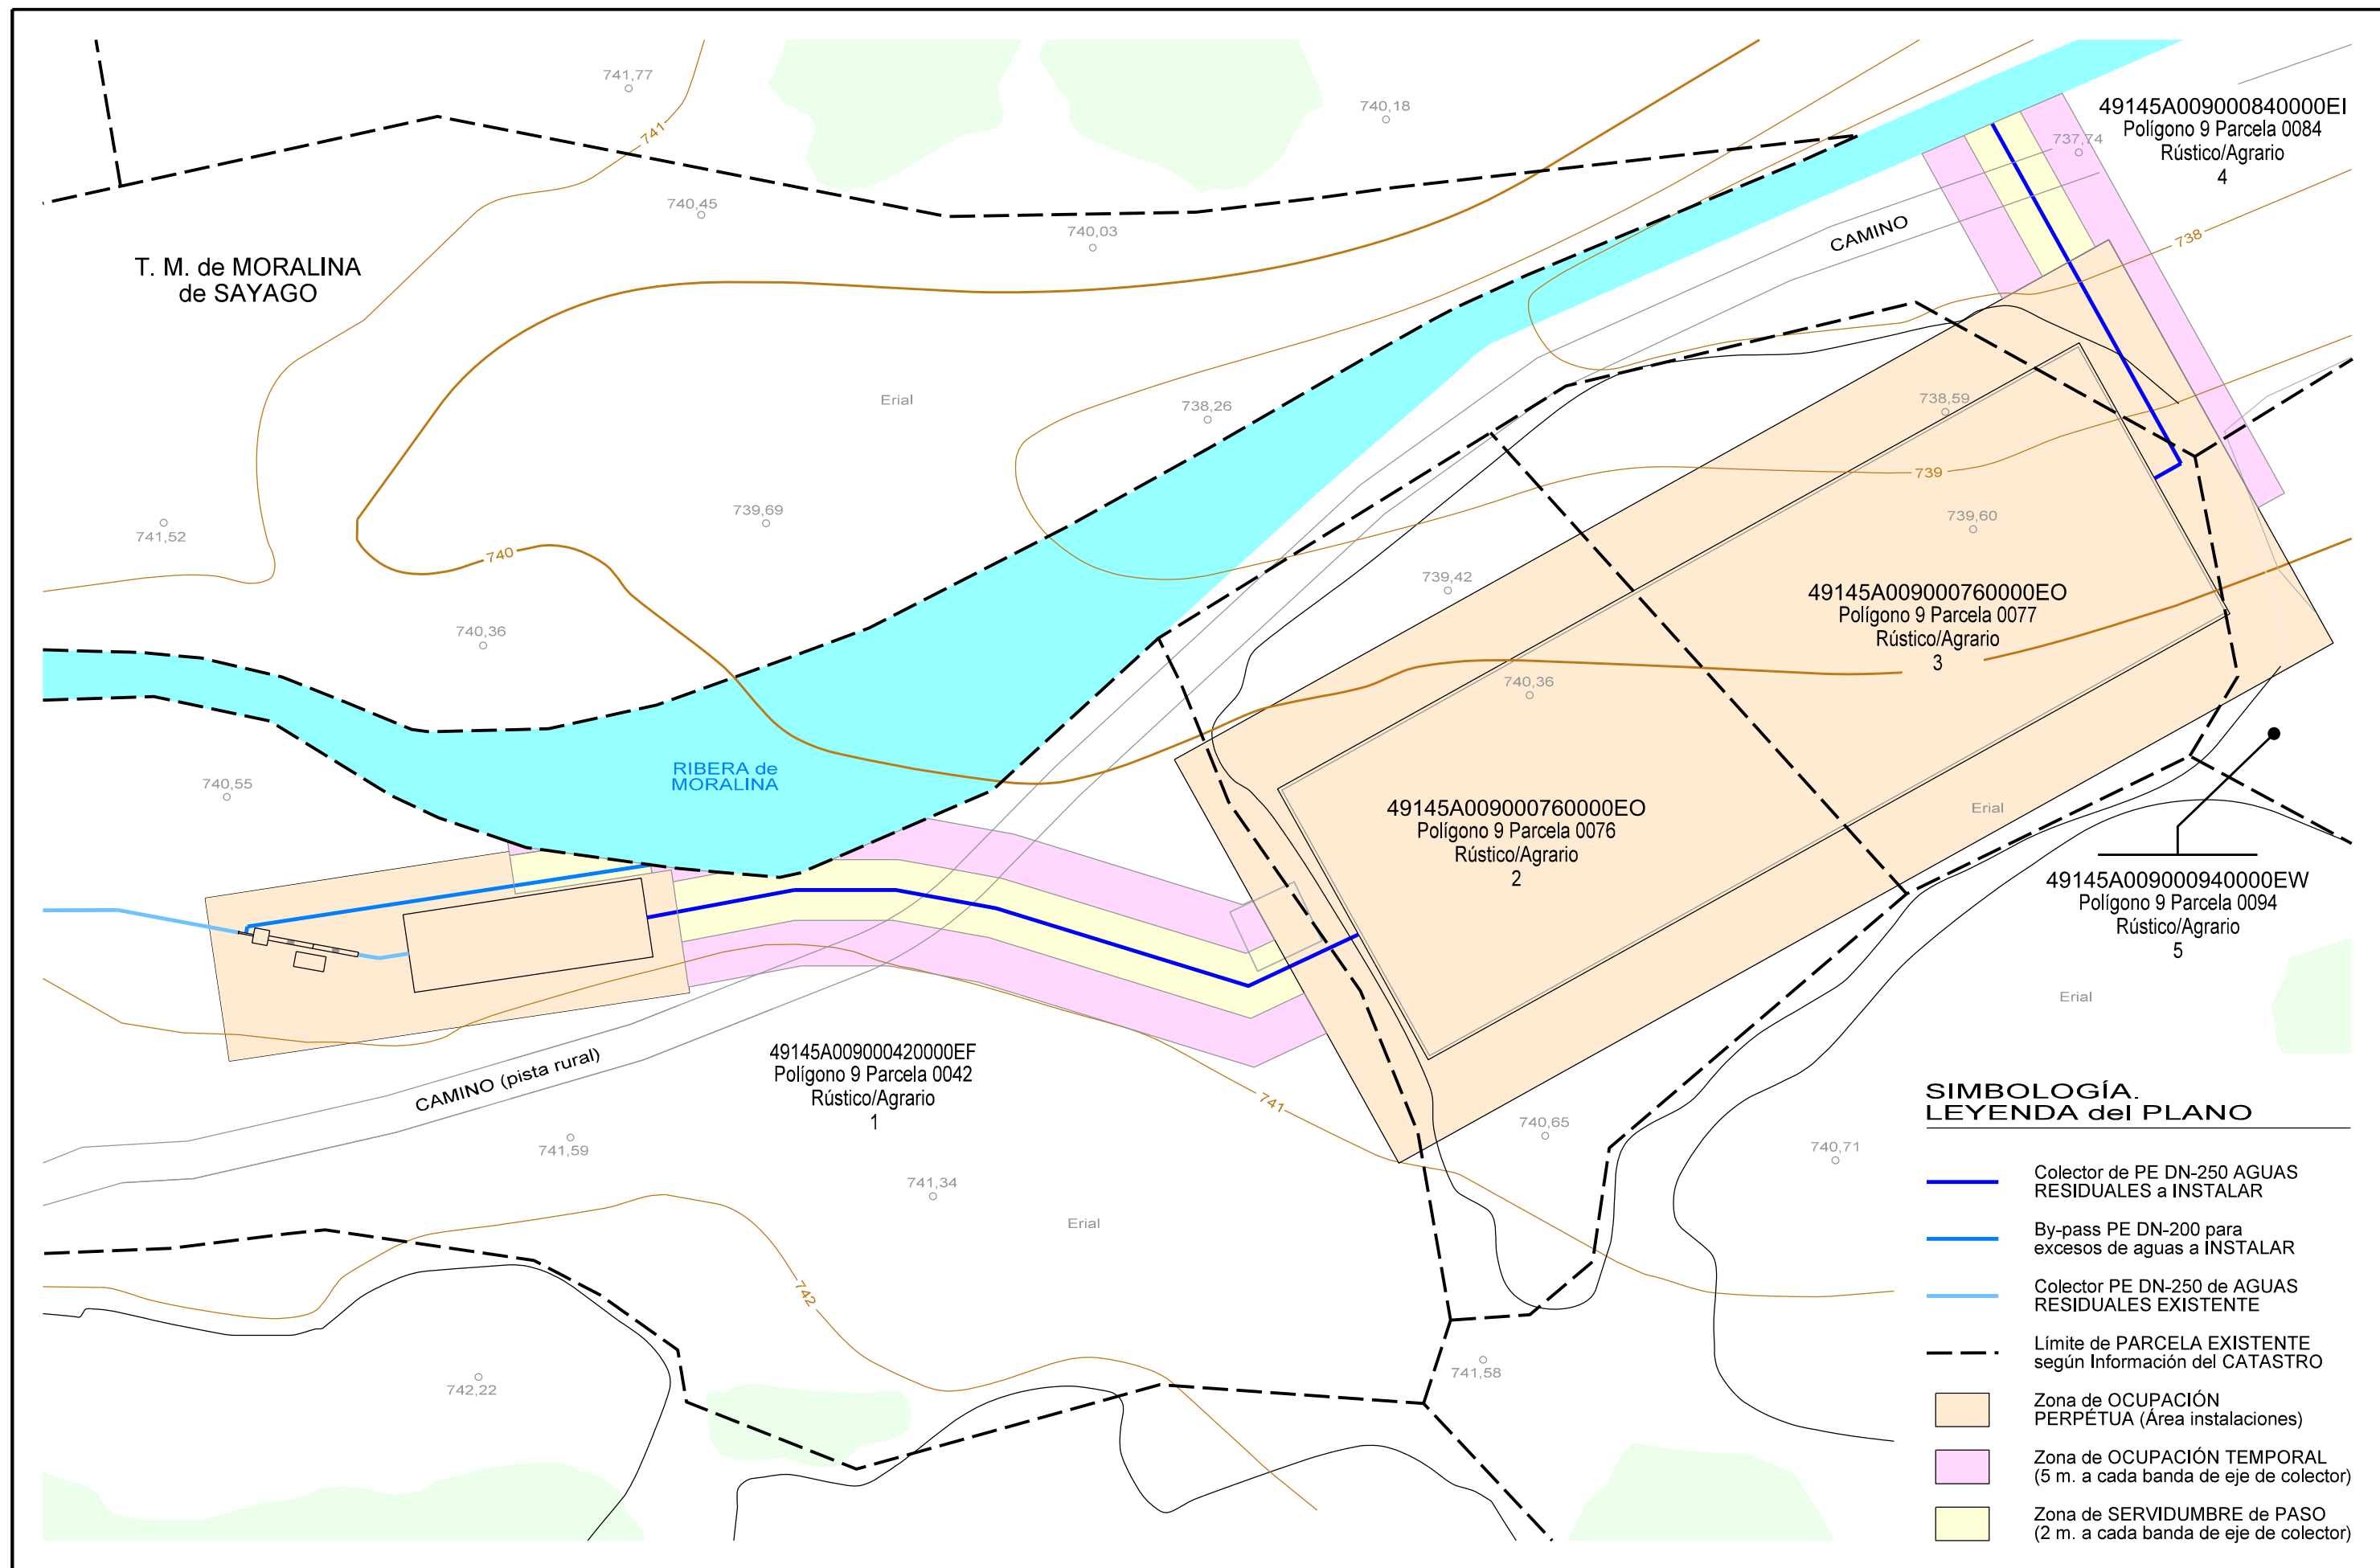 741,77
740,18
49145A009000840000EI
Polígono 9 Parcela 0084
Rústico/Agrario
4
737,74
741
740,45
740,03
CAMINO
738
T. M. de MORALINA
de SAYAGO
Erial
738,26
738,59
739
739,69
741,52
740
739,60
739,42
49145A009000760000EO
Polígono 9 Parcela 0077
Rústico/Agrario
3
740,36
740,36
RIBERA de
MORALINA
740,55
49145A009000760000EO
Polígono 9 Parcela 0076
Rústico/Agrario
2
Erial
49145A009000940000EW
Polígono 9 Parcela 0094
Rústico/Agrario
5
Erial
49145A009000420000EF
Polígono 9 Parcela 0042
Rústico/Agrario
1
CAMINO (pista rural)
741
740,65
740,71
741,59
741,34
Erial
742
741,58
742,22
SIMBOLOGÍA.
LEYENDA del PLANO
Colector de PE DN-250 AGUAS
RESIDUALES a INSTALAR
By-pass PE DN-200 para
excesos de aguas a INSTALAR
Colector PE DN-250 de AGUAS
RESIDUALES EXISTENTE
Límite de PARCELA EXISTENTE
según Información del CATASTRO
Zona de OCUPACIÓN
PERPÉTUA (Área instalaciones)
Zona de OCUPACIÓN TEMPORAL
(5 m. a cada banda de eje de colector)
Zona de SERVIDUMBRE de PASO
(2 m. a cada banda de eje de colector)